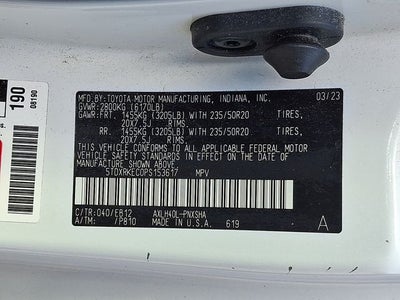 190
08190
MFD.BY:TOYOTA MOTOR MANUFACTURING, INDIANA, INC. 03/23
GVWR:2800KG (6170LB)
GAWR:FRT. 1455KG (3205LB) WITH 235/50R20 TIRES,
20X7.5J RIMS.
RR. 1455KG (3205LB) WITH 235/50R20 TIRES,
20X7.5J RIMS.
THIS VEHICLE CONFORMS TO ALL APPLICABLE FEDERAL MOTOR
VEHICLE SAFETY STANDARDS IN EFFECT ON THE DATE OF
MANUFACTURE SHOWN ABOVE.
5TDXRKEC0PS153617 MPV
C/TR:040/EB12 AXLH40L-PNXSHA
A/TM: /P810 MADE IN U.S.A. 619 A